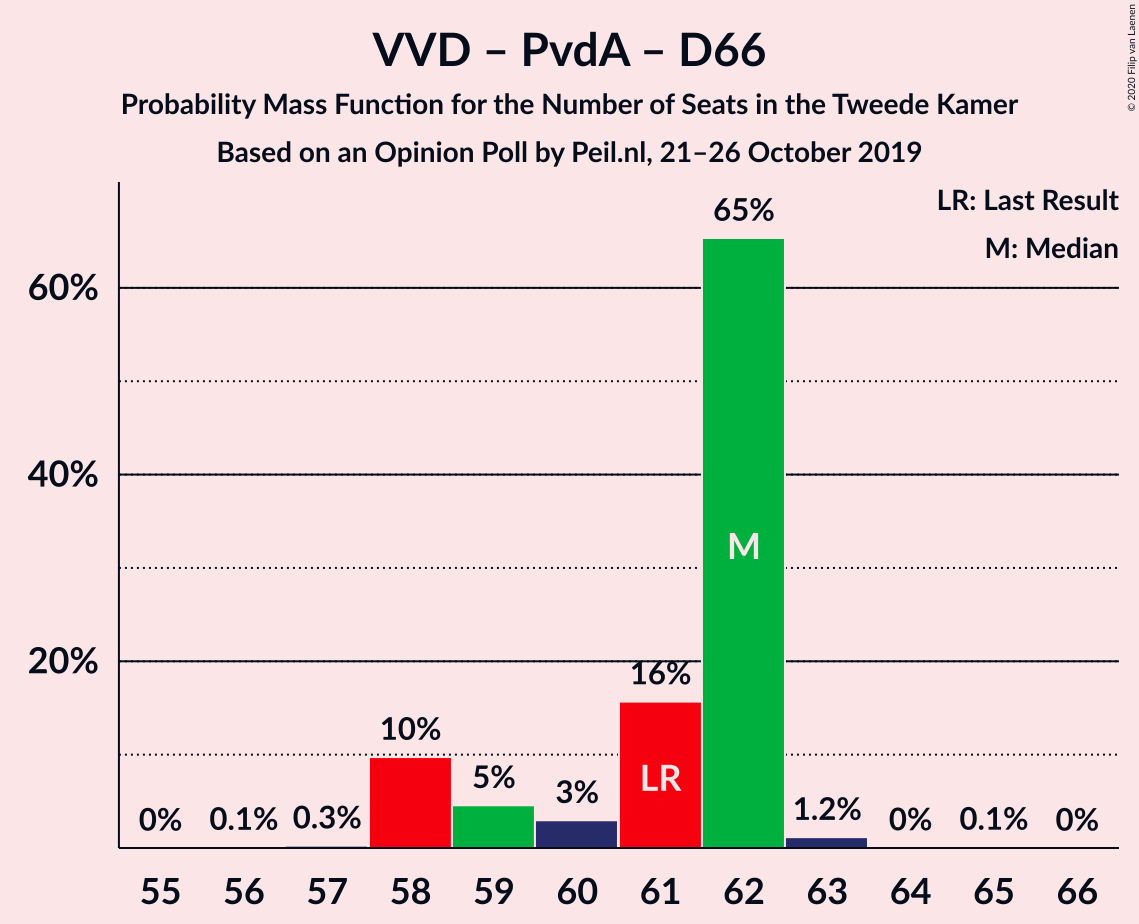 VVD – PvdA – D66
Probability Mass Function for the Number of Seats in the Tweede Kamer
Based on an Opinion Poll by Peil.nl, 21–26 October 2019
© 2020 Filip van Laenen
LR: Last Result
M: Median
60%
40%
20%
0%
0.1%
0.3%
10%
5%
3%
16%
65%
1.2%
0%
0.1%
0%
LR
M
55 56 57 58 59 60 61 62 63 64 65 66